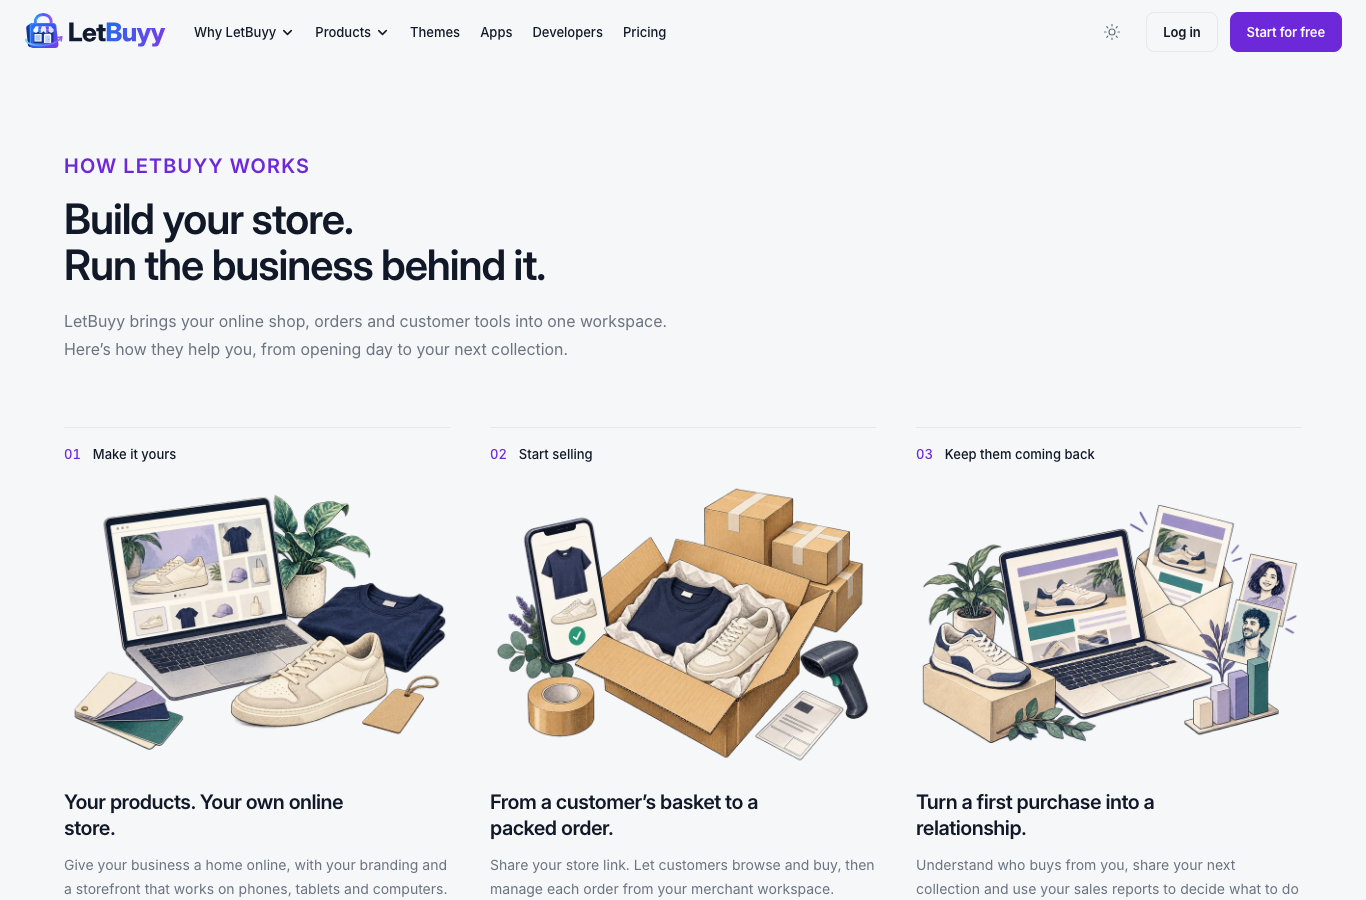 LetBuyy
Why LetBuyy
Products
Themes
Apps
Developers
Pricing
Log in
Start for free
HOW LETBUYY WORKS
Build your store.
Run the business behind it.
LetBuyy brings your online shop, orders and customer tools into one workspace.
Here’s how they help you, from opening day to your next collection.
01 Make it yours
02 Start selling
03 Keep them coming back
Your products. Your own online
store.
Give your business a home online, with your branding and
a storefront that works on phones, tablets and computers.
From a customer’s basket to a
packed order.
Share your store link. Let customers browse and buy, then
manage each order from your merchant workspace.
Turn a first purchase into a
relationship.
Understand who buys from you, share your next
collection and use your sales reports to decide what to do